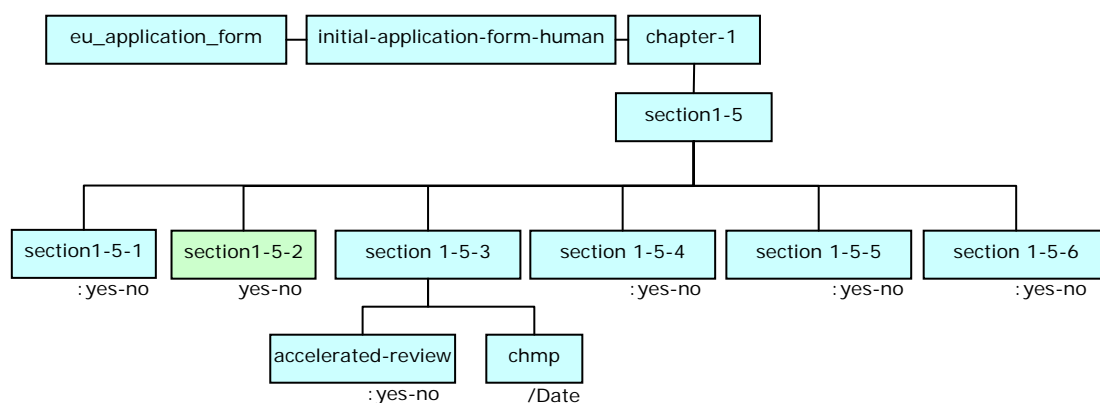 eu_application_form initial-application-form-human chapter-1
section1-5
section1-5-1 section1-5-2 section 1-5-3 section 1-5-4 section 1-5-5 section 1-5-6
:yes-no yes-no :yes-no :yes-no :yes-no
accelerated-review chmp
:yes-no /Date